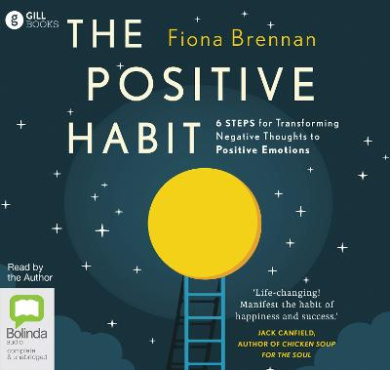 GILL
BOOKS
THE
Fiona Brennan
POSITIVE
HABIT
6 STEPS for Transforming
Negative Thoughts to
Positive Emotions
Read by
the Author
Bolinda
audio
complete
& unabridged
'Life-changing!
Manifest the habit of
happiness and success.'
JACK CANFIELD,
AUTHOR OF CHICKEN SOUP
FOR THE SOUL